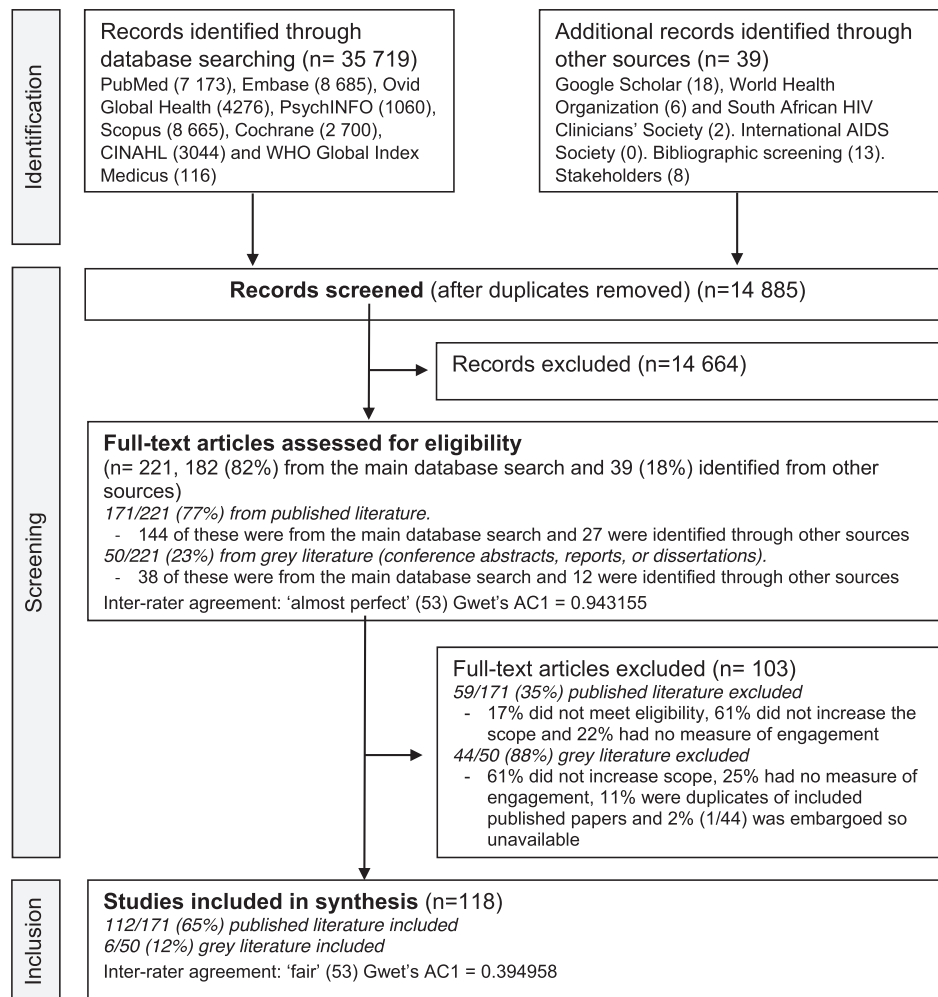 Identification
Records identified through
database searching (n= 35 719)
PubMed (7 173), Embase (8 685), Ovid
Global Health (4276), PsychINFO (1060),
Scopus (8 665), Cochrane (2 700),
CINAHL (3044) and WHO Global Index
Medicus (116)
Additional records identified through
other sources (n= 39)
Google Scholar (18), World Health
Organization (6) and South African HIV
Clinicians’ Society (2). International AIDS
Society (0). Bibliographic screening (13).
Stakeholders (8)
Screening
Records screened (after duplicates removed) (n=14 885)
Records excluded (n=14 664)
Full-text articles assessed for eligibility
(n= 221, 182 (82%) from the main database search and 39 (18%) identified from other
sources)
171/221 (77%) from published literature.
- 144 of these were from the main database search and 27 were identified through other sources
50/221 (23%) from grey literature (conference abstracts, reports, or dissertations).
- 38 of these were from the main database search and 12 were identified through other sources
Inter-rater agreement: ‘almost perfect’ (53) Gwet’s AC1 = 0.943155
Full-text articles excluded (n= 103)
59/171 (35%) published literature excluded
- 17% did not meet eligibility, 61% did not increase the
scope and 22% had no measure of engagement
44/50 (88%) grey literature excluded
- 61% did not increase scope, 25% had no measure of
engagement, 11% were duplicates of included
published papers and 2% (1/44) was embargoed so
unavailable
Inclusion
Studies included in synthesis (n=118)
112/171 (65%) published literature included
6/50 (12%) grey literature included
Inter-rater agreement: ‘fair’ (53) Gwet’s AC1 = 0.394958